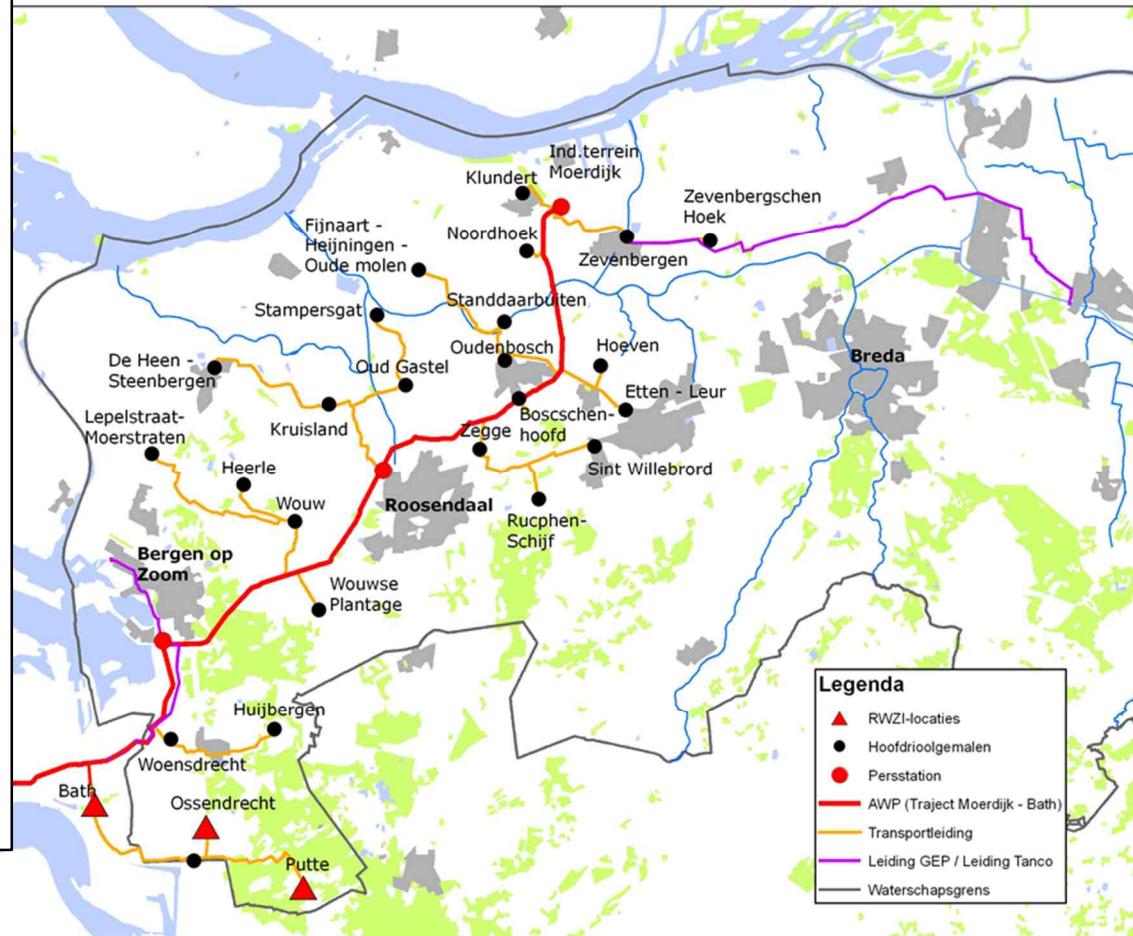 Ind.terrein
Moerdijk
Klundert
Zevenbergschen
Hoek
Fijnaart -
Heijningen -
Oude molen
Noordhoek
Zevenbergen
Standdaarbuiten
Stampersgat
Oudenbosch
Hoeven
De Heen -
Steenbergen
Oud Gastel
Breda
Etten - Leur
Lepelstraat-
Moerstraten
Kruisland
Zegge
Boscschen-
hoofd
Heerle
Sint Willebrord
Wouw
Roosendaal
Rucphen-
Schijf
Bergen op
Zoom
Wouwse
Plantage
Huijbergen
Woensdrecht
Bath
Ossendrecht
Putte
Legenda
RWZI-locaties
Hoofdrioolgemalen
Persstation
AWP (Traject Moerdijk - Bath)
Transportleiding
Leiding GEP / Leiding Tanco
Waterschapsgrens